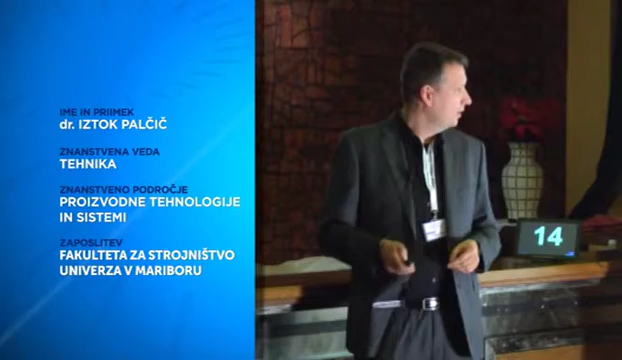 IME IN PRIIMEK
dr. IZTOK PALČIČ
ZNANSTVENA VEDA
TEHNIKA
ZNANSTVENO PODROČJE
PROIZVODNE TEHNOLOGIJE
IN SISTEMI
ZAPOSLITEV
FAKULTETA ZA STROJNIŠTVO
UNIVERZA V MARIBORU
14